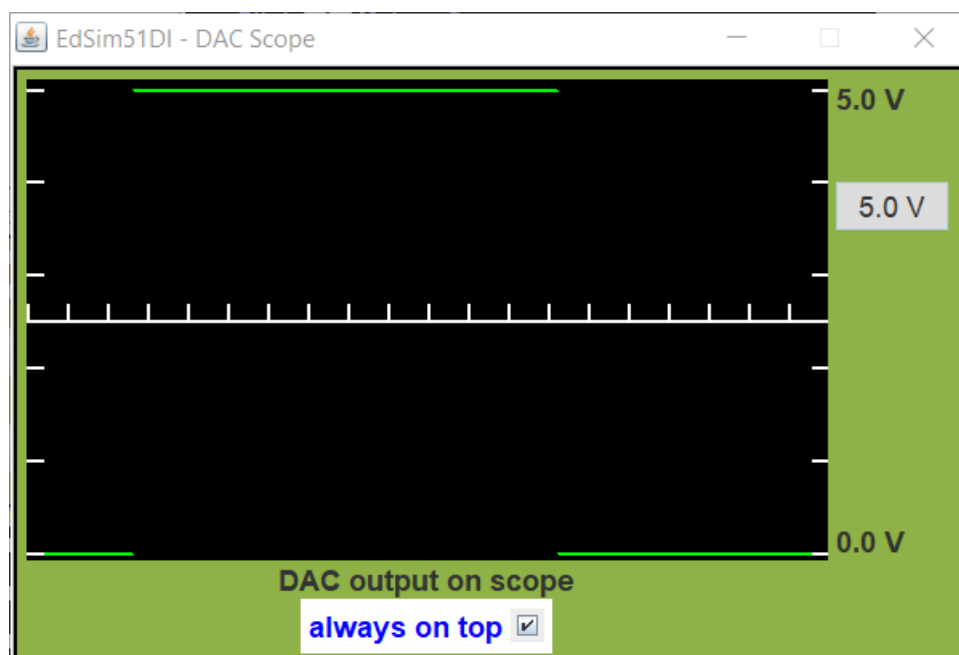 EdSim51DI - DAC Scope
5.0 V
5.0 V
0.0 V
DAC output on scope
always on top